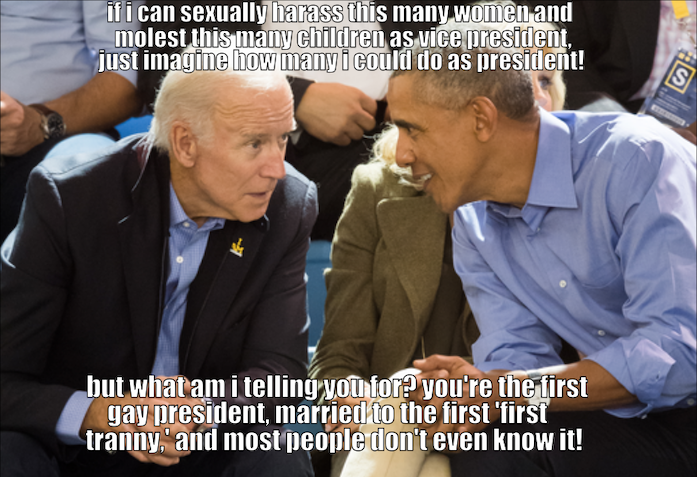 if i can sexually harass this many women and
molest this many children as vice president,
just imagine how many i could do as president!
S
but what am i telling you for? you're the first
gay president, married to the first 'first
tranny,' and most people don't even know it!